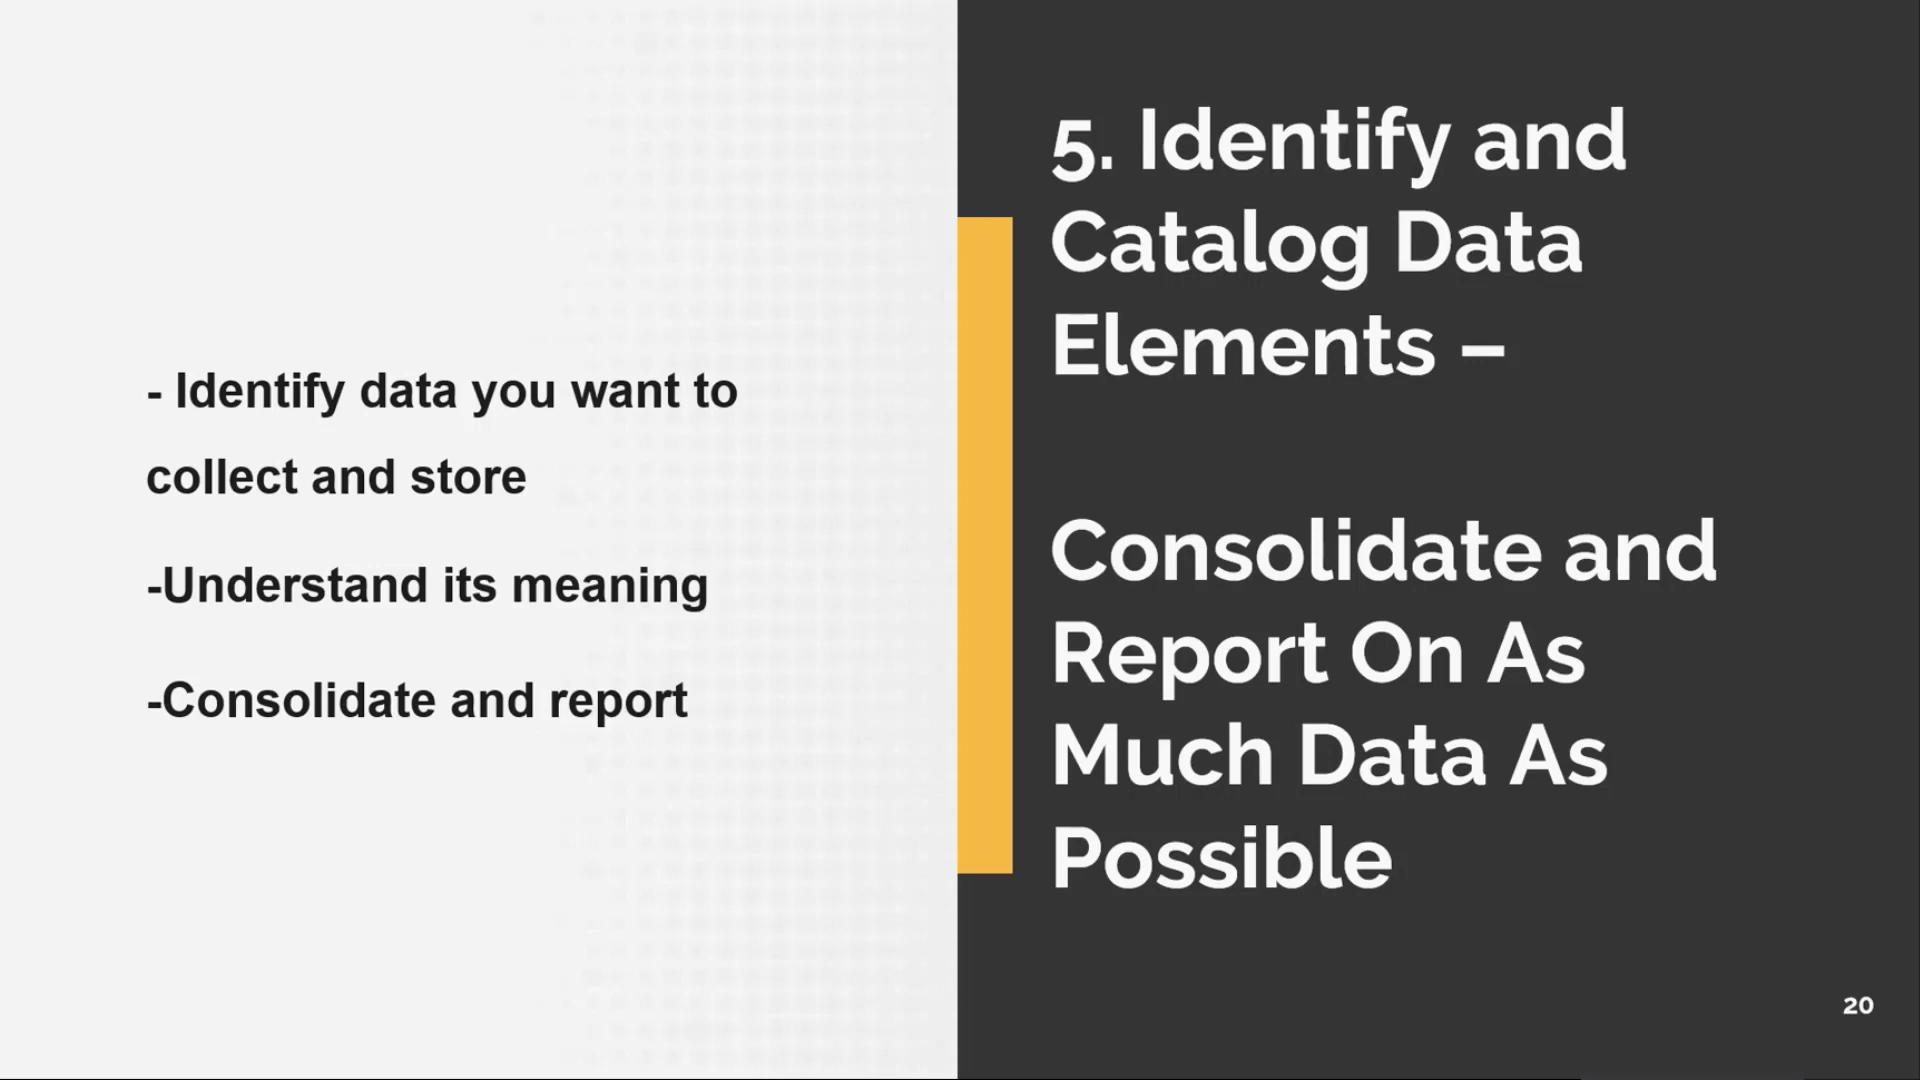 - Identify data you want to
collect and store
-Understand its meaning
-Consolidate and report
5. Identify and
Catalog Data
Elements –
Consolidate and
Report On As
Much Data As
Possible
20